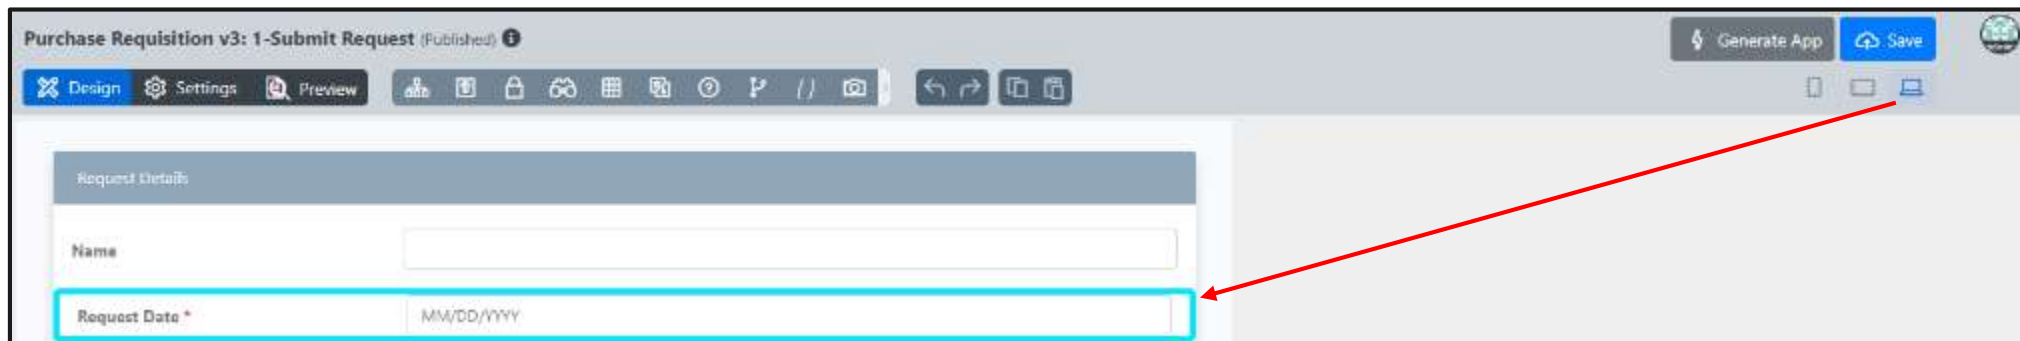 Purchase Requisition v3: 1-Submit Request (Published)
Generate App Save
Design Settings Preview
Request Details
Name
Request Date *
MM/DD/YYYY